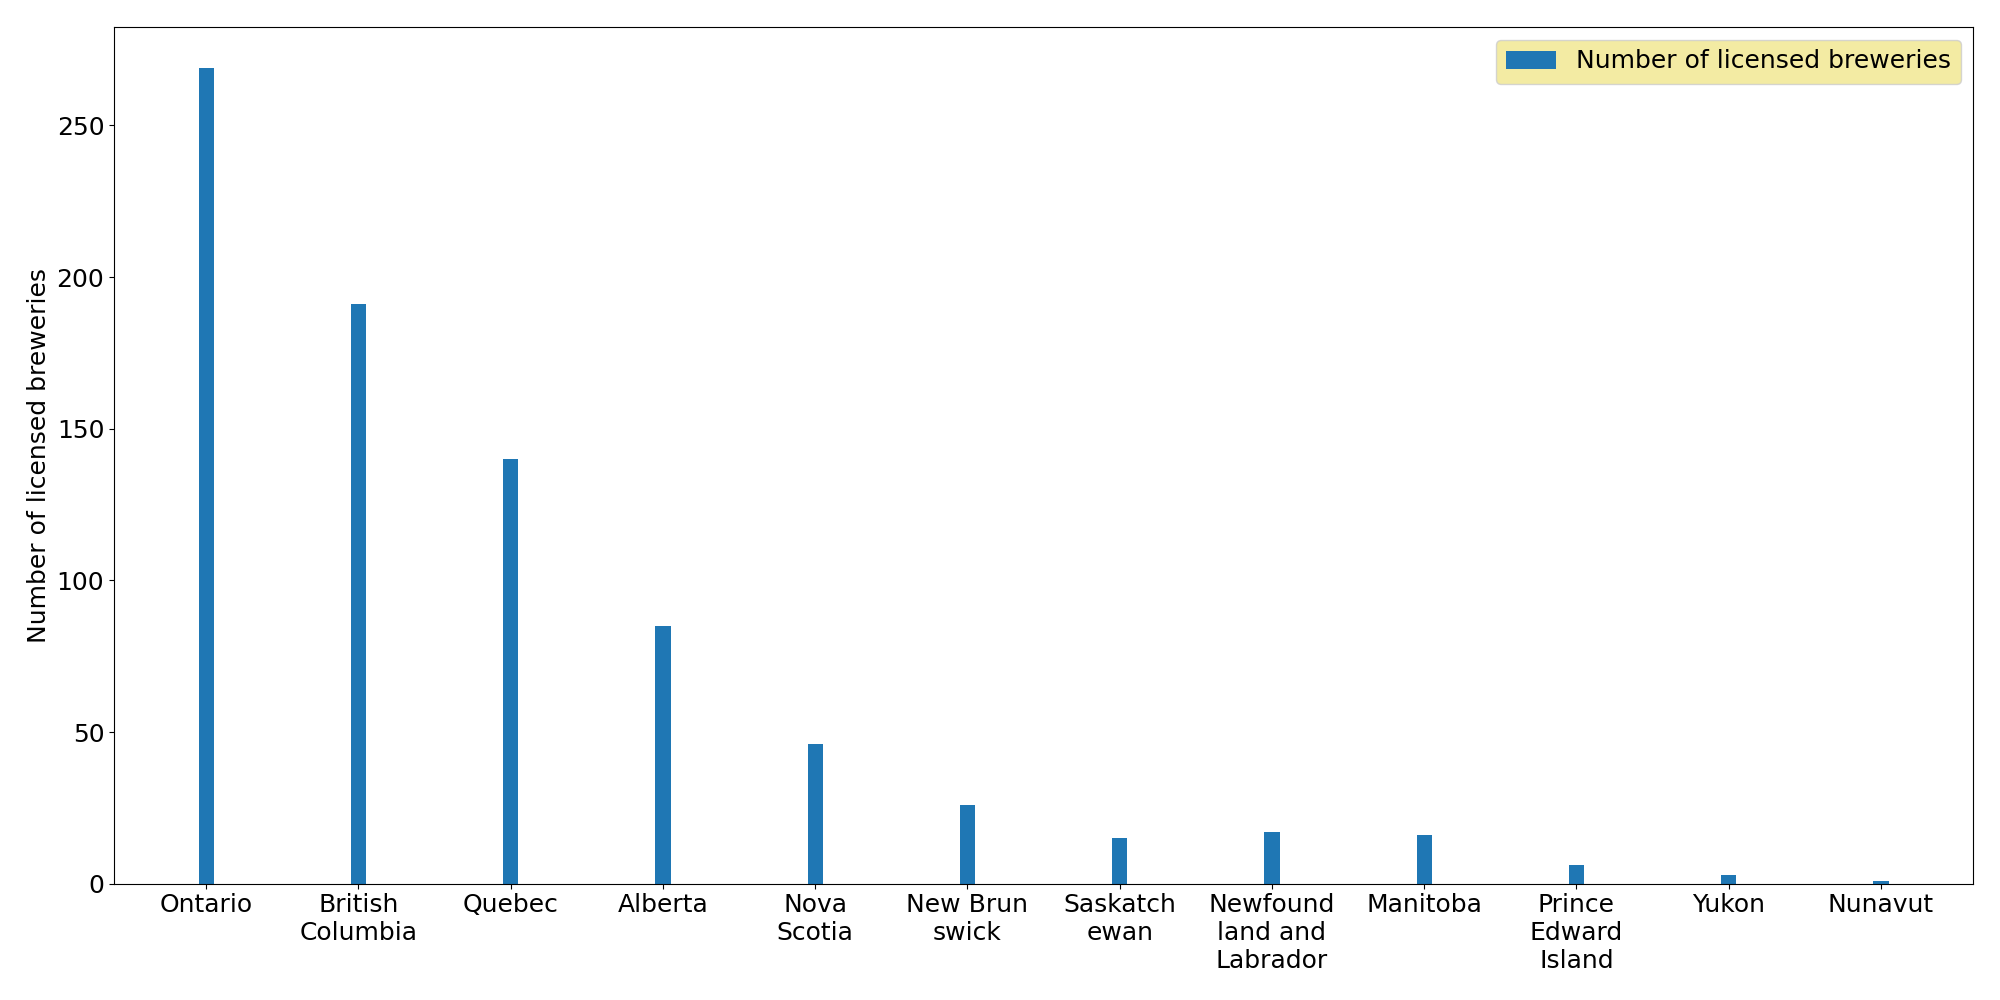 Number of licensed breweries
Number of licensed breweries
250
200
150
100
50
0
Ontario
British
Columbia
Quebec
Alberta
Nova
Scotia
New Brun
swick
Saskatch
ewan
Newfound
land and
Labrador
Manitoba
Prince
Edward
Island
Yukon
Nunavut